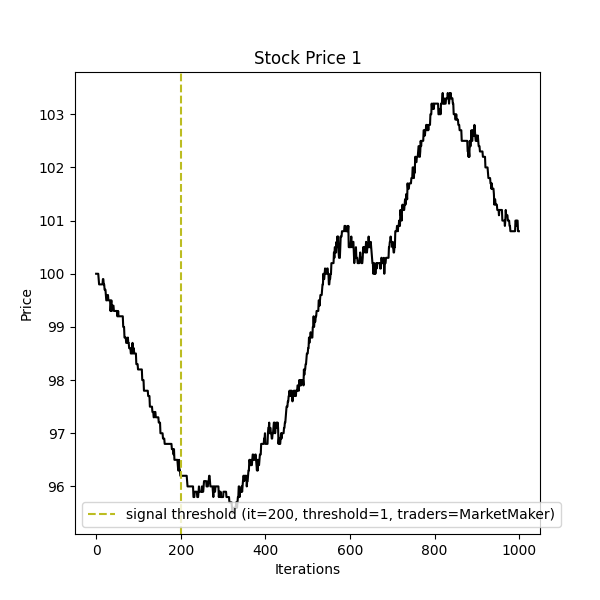 Stock Price 1
Price
103
102
101
100
99
98
97
96
signal threshold (it=200, threshold=1, traders=MarketMaker)
0 200 400 600 800 1000
Iterations